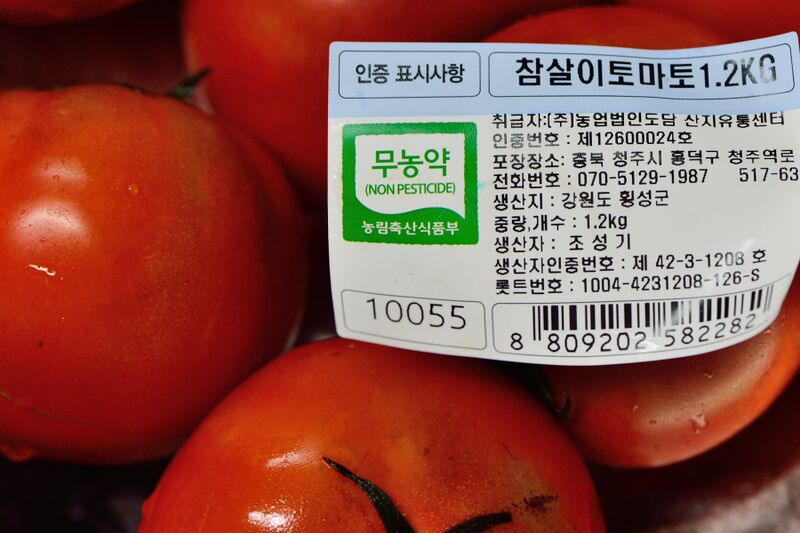 인증 표시사항
참살이토마토1.2KG
무농약
(NON PESTICIDE)
농림축산식품부
취급자:(주)농업법인도담 산지유통센터
인증번호 : 제12600024호
포장장소: 충북 청주시 흥덕구 청주역로
전화번호 : 070-5129-1987 517-63
생산지 : 강원도 횡성군
중량,개수 : 1.2kg
생산자 : 조성기
생산자인증번호 : 제 42-3-1208 호
롯트번호 : 1004-4231208-126-S
10055
8 809202 582282